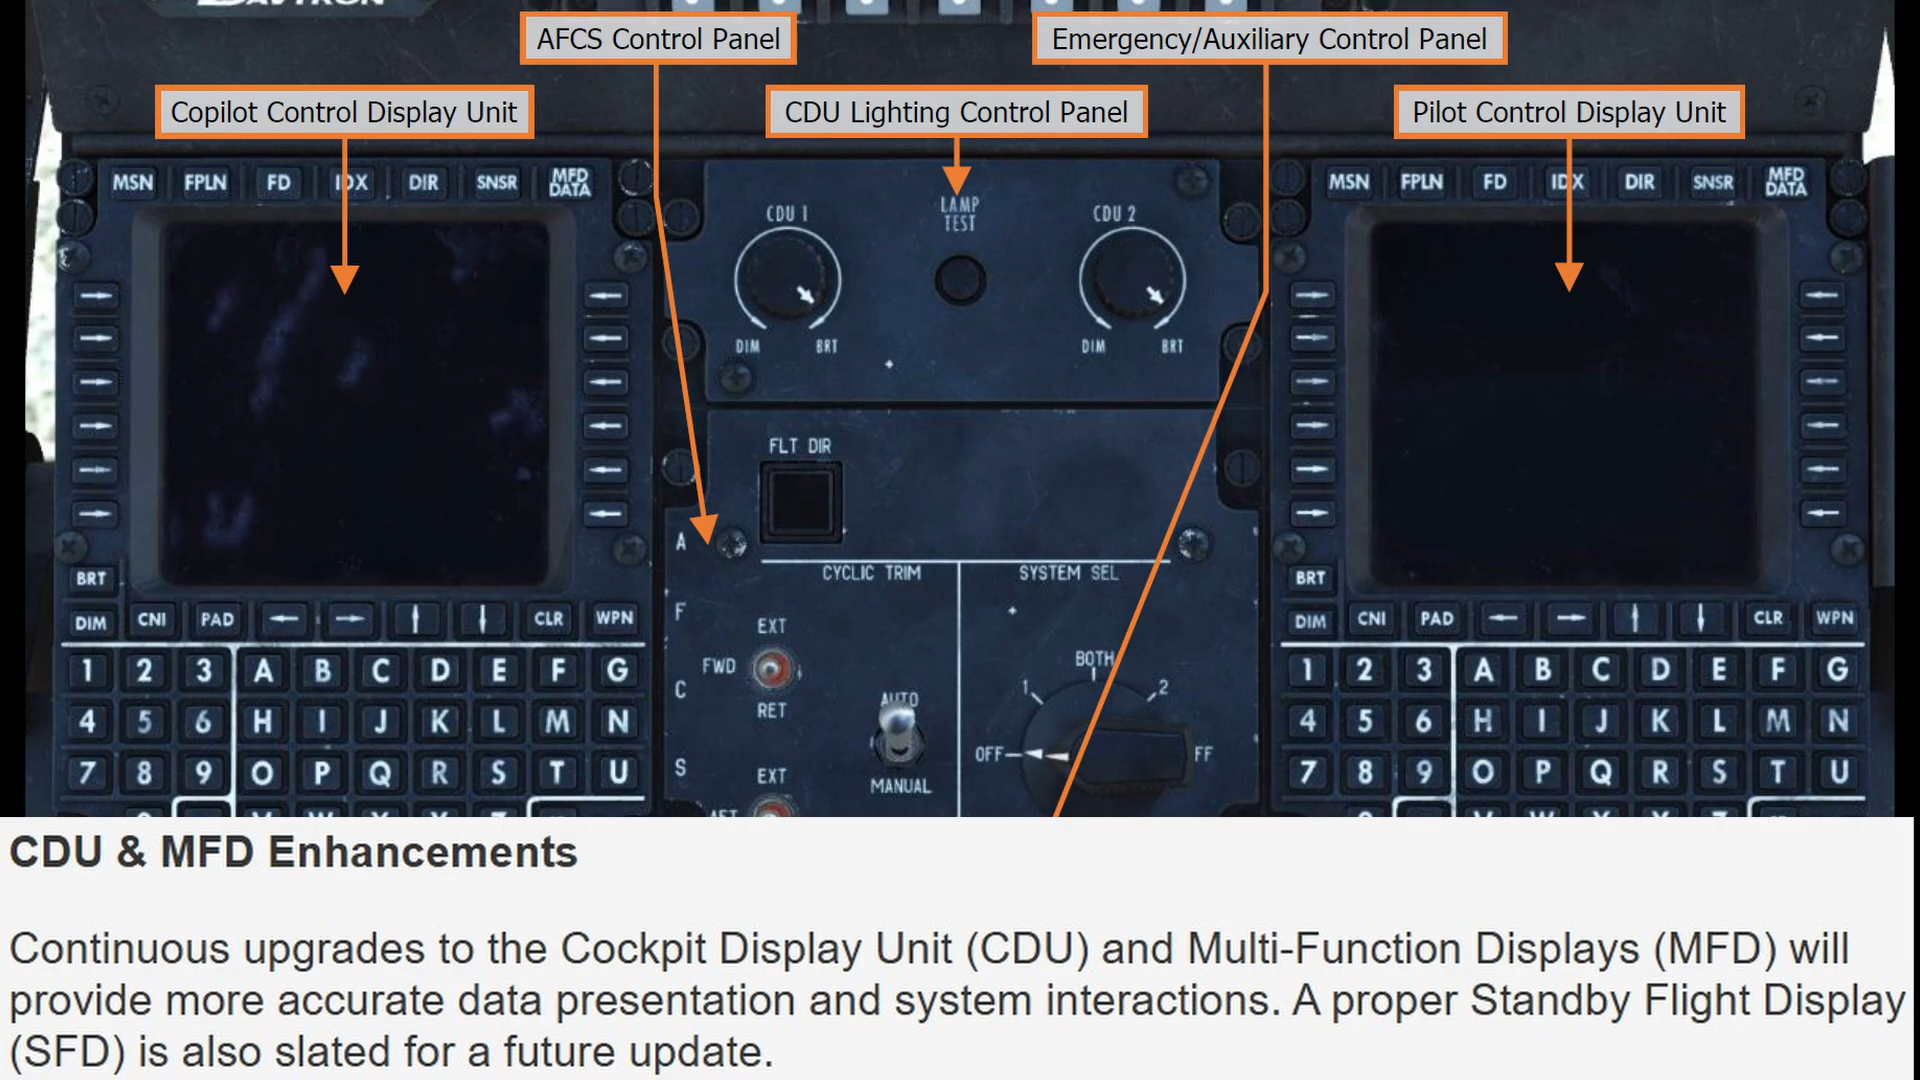 DAVTRON
AFCS Control Panel
Emergency/Auxiliary Control Panel
Copilot Control Display Unit
CDU Lighting Control Panel
Pilot Control Display Unit
MSN FPLN FD IDX DIR SNSR MFD DATA
LAMP TEST
CDU 1
CDU 2
DIM BRT
DIM BRT
MSN FPLN FD IDX DIR SNSR MFD DATA
FLT DIR
A
F
C
S
CYCLIC TRIM
SYSTEM SEL
EXT
FWD
RET
AUTO
MANUAL
EXT
AFT
BOTH
1
2
OFF
FF
BRT
DIM CNI PAD CLR WPN
1 2 3 A B C D E F G
4 5 6 H I J K L M N
7 8 9 O P Q R S T U
BRT
DIM CNI PAD CLR WPN
1 2 3 A B C D E F G
4 5 6 H I J K L M N
7 8 9 O P Q R S T U
CDU & MFD Enhancements
Continuous upgrades to the Cockpit Display Unit (CDU) and Multi-Function Displays (MFD) will
provide more accurate data presentation and system interactions. A proper Standby Flight Display
(SFD) is also slated for a future update.